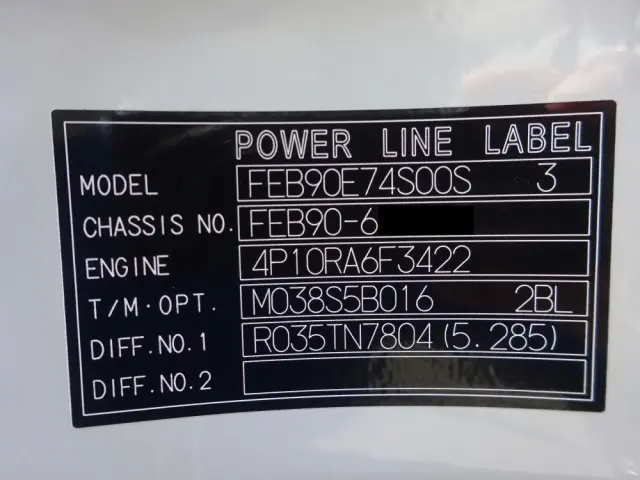 POWER LINE LABEL
MODEL FEB90E74S00S 3
CHASSIS NO. FEB90-6
ENGINE 4P10RA6F3422
T/M·OPT. M038S5B016 2BL
DIFF.NO.1 R035TN7804(5.285)
DIFF.NO.2